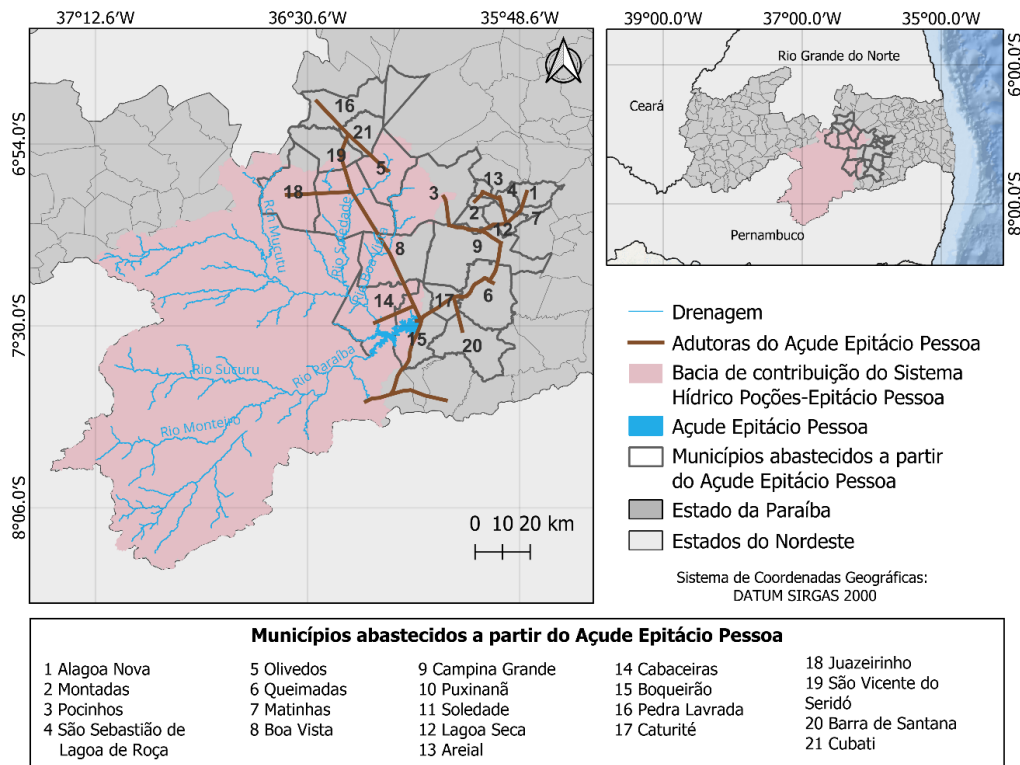 37°12.6'W 36°30.6'W 35°48.6'W
6°54.0'S
7°30.0'S
8°06.0'S
16
21
19
5
18
13
3
4
1
2
7
12
9
8
6
14
17
15
20
Rio Mucutu
Rio Soledade
Rio Boa Vista
Rio Paraíba
Rio Sucuru
Rio Monteiro
0 10 20 km
39°00.0'W 37°00.0'W 35°00.0'W
6°00.0'S
8°00.0'S
Rio Grande do Norte
Ceará
Pernambuco
Drenagem
Adutoras do Açude Epitácio Pessoa
Bacia de contribuição do Sistema
Hídrico Poções-Epitácio Pessoa
Açude Epitácio Pessoa
Municípios abastecidos a partir
do Açude Epitácio Pessoa
Estado da Paraíba
Estados do Nordeste
Sistema de Coordenadas Geográficas:
DATUM SIRGAS 2000
Municípios abastecidos a partir do Açude Epitácio Pessoa
1 Alagoa Nova
2 Montadas
3 Pocinhos
4 São Sebastião de
Lagoa de Roça
5 Olivedos
6 Queimadas
7 Matinhas
8 Boa Vista
9 Campina Grande
10 Puxinanã
11 Soledade
12 Lagoa Seca
13 Areial
14 Cabaceiras
15 Boqueirão
16 Pedra Lavrada
17 Caturité
18 Juazeirinho
19 São Vicente do
Seridó
20 Barra de Santana
21 Cubati